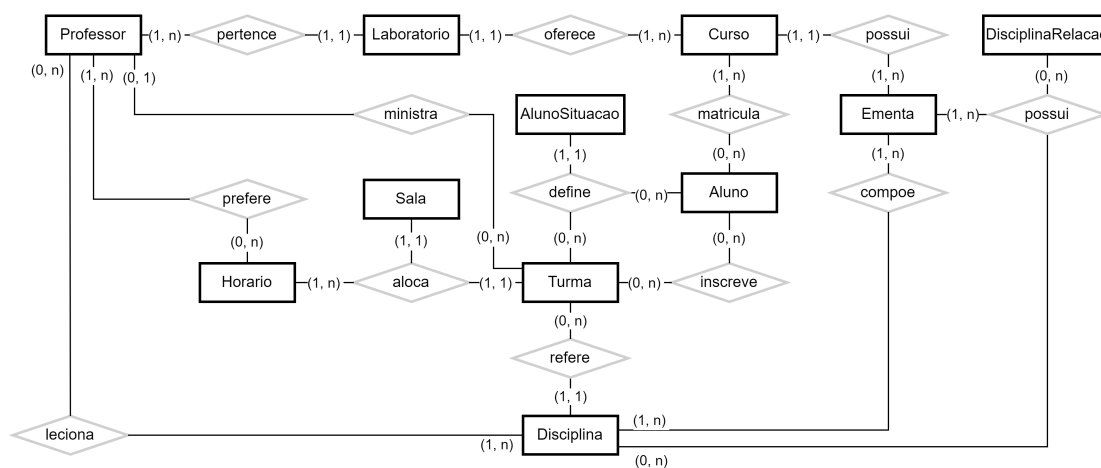 Professor (1, n) pertence (1, 1) Laboratorio (1, 1) oferece (1, n) Curso (1, 1) possui DisciplinaRelacao
(0, n) (1, n) (0, 1) (1, n) (1, n) (0, n)
ministra AlunoSituacao matricula Ementa (1, n) possui
(1, 1) (0, n) (1, n)
prefere Sala define (0, n) Aluno compoe
(0, n) (1, 1) (0, n) (0, n) (0, n)
Horario (1, n) aloca (1, 1) Turma (0, n) inscreve
(0, n)
refere
(1, 1)
(1, n)
leciona Disciplina
(1, n) (0, n)